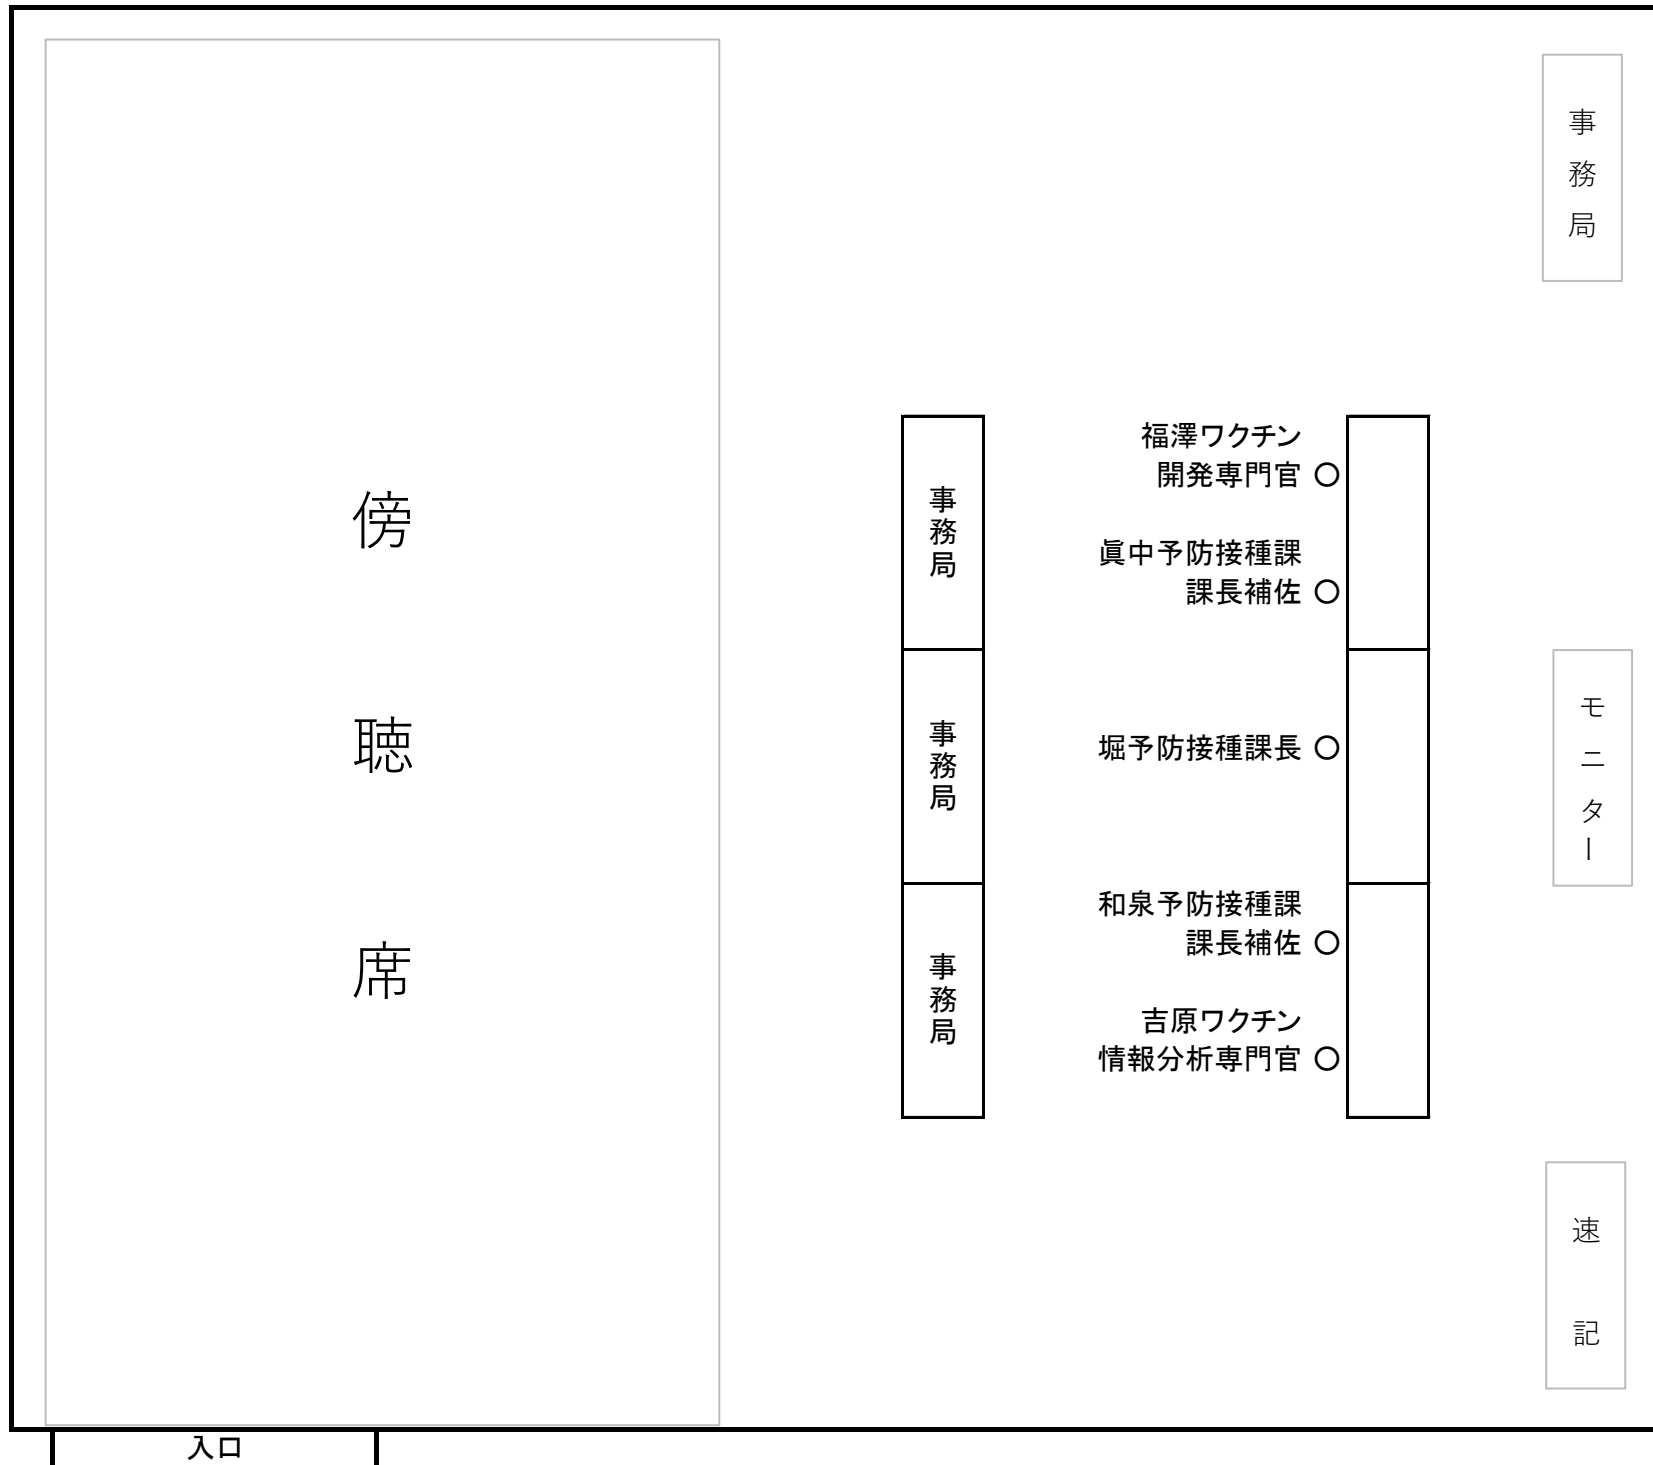 傍聴席
事務局
事務局
事務局
福澤ワクチン
開発専門官 ○
眞中予防接種課
課長補佐 ○
堀予防接種課長 ○
和泉予防接種課
課長補佐 ○
吉原ワクチン
情報分析専門官 ○
事務局
モニター
速記
入口